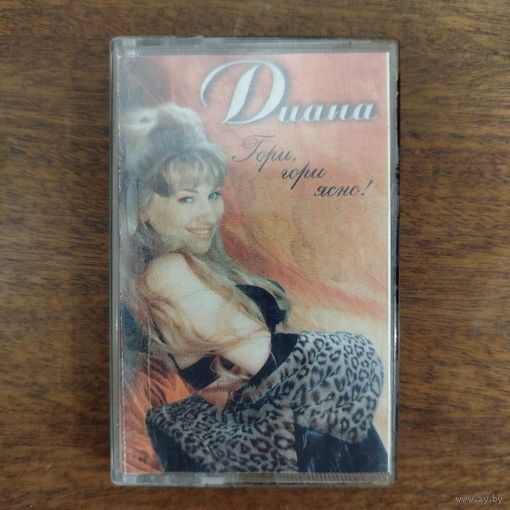 Диана
Гори,
гори
ясно!
www.ay.by